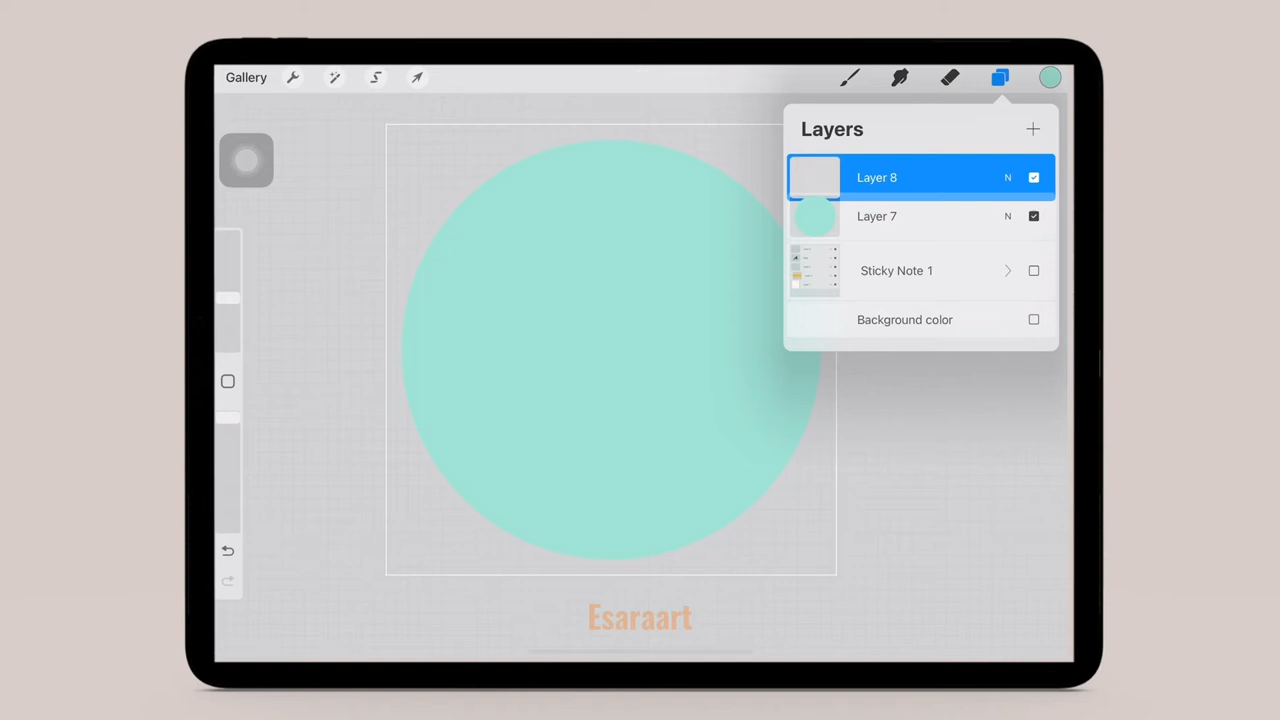 Gallery
Layers
Layer 8 N
Layer 7 N
Sticky Note 1
Background color
Esaraart